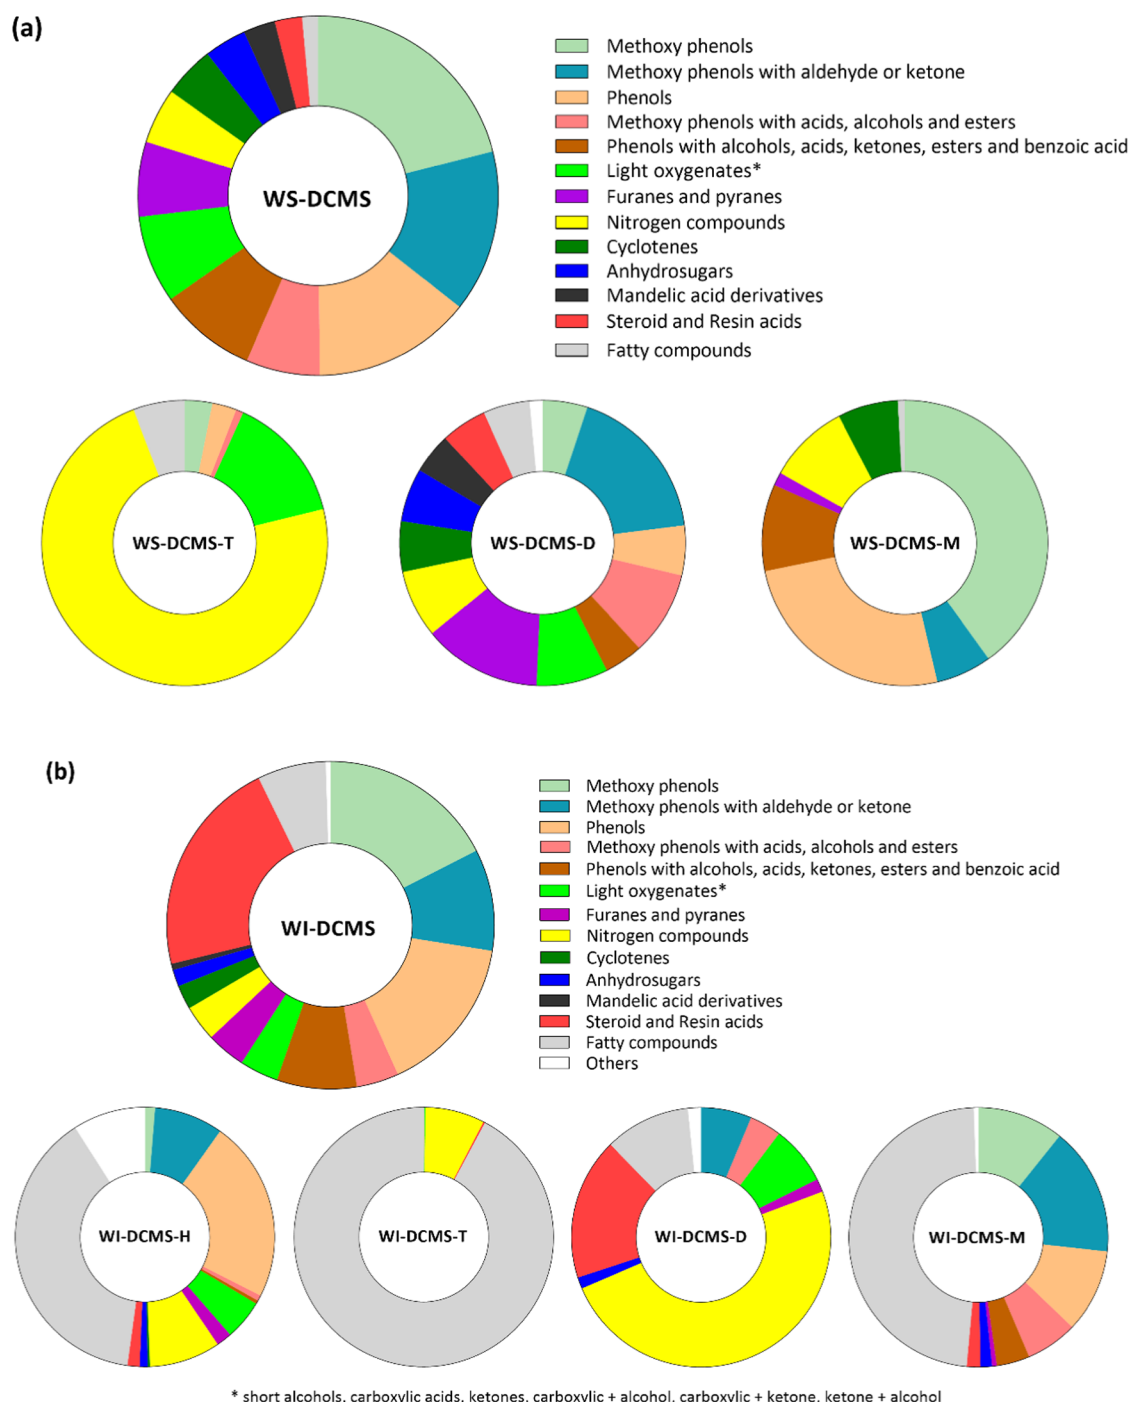 (a)
WS-DCMS
Methoxy phenols
Methoxy phenols with aldehyde or ketone
Phenols
Methoxy phenols with acids, alcohols and esters
Phenols with alcohols, acids, ketones, esters and benzoic acid
Light oxygenates*
Furanes and pyranes
Nitrogen compounds
Cyclotenes
Anhydrosugars
Mandelic acid derivatives
Steroid and Resin acids
Fatty compounds
WS-DCMS-T
WS-DCMS-D
WS-DCMS-M
(b)
WI-DCMS
Methoxy phenols
Methoxy phenols with aldehyde or ketone
Phenols
Methoxy phenols with acids, alcohols and esters
Phenols with alcohols, acids, ketones, esters and benzoic acid
Light oxygenates*
Furanes and pyranes
Nitrogen compounds
Cyclotenes
Anhydrosugars
Mandelic acid derivatives
Steroid and Resin acids
Fatty compounds
Others
WI-DCMS-H
WI-DCMS-T
WI-DCMS-D
WI-DCMS-M
* short alcohols, carboxylic acids, ketones, carboxylic + alcohol, carboxylic + ketone, ketone + alcohol